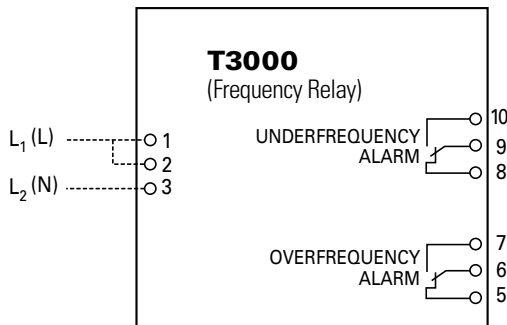 T3000
(Frequency Relay)
L1 (L)
1
2
L2 (N)
3
UNDERFREQUENCY
ALARM
10
9
8
OVERFREQUENCY
ALARM
7
6
5